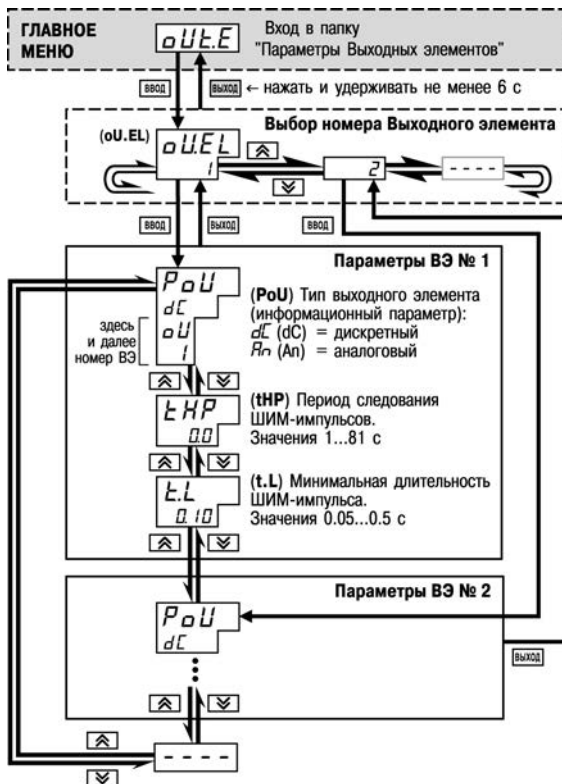 ГЛАВНОЕ
МЕНЮ
oUt.E
Вход в папку
"Параметры Выходных элементов"
ВВОД
ВЫХОД
← нажать и удерживать не менее 6 с
Выбор номера Выходного элемента
(oU.EL)
oU.EL
1
2
----
ВВОД
ВЫХОД
ВВОД
Параметры ВЭ № 1
PoU
dC
oU
1
здесь
и далее
номер ВЭ
(PoU) Тип выходного элемента
(информационный параметр):
dC (dC) = дискретный
An (An) = аналоговый
tHP
0.0
(tHP) Период следования
ШИМ-импульсов.
Значения 1...81 с
t.L
0.10
(t.L) Минимальная длительность
ШИМ-импульса.
Значения 0.05...0.5 с
Параметры ВЭ № 2
PoU
dC
ВЫХОД
----